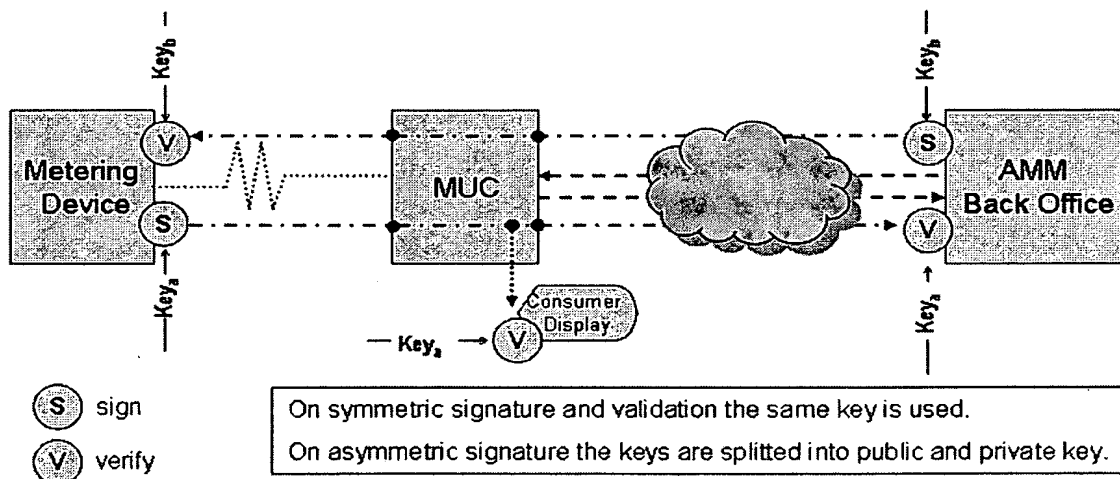 Key_b
Key_b
V
S
Metering
Device
MUC
AMM
Back Office
S
V
Key_a
Key_a
Consumer
Display
Key_a
V
S sign
V verify
On symmetric signature and validation the same key is used.
On asymmetric signature the keys are splitted into public and private key.